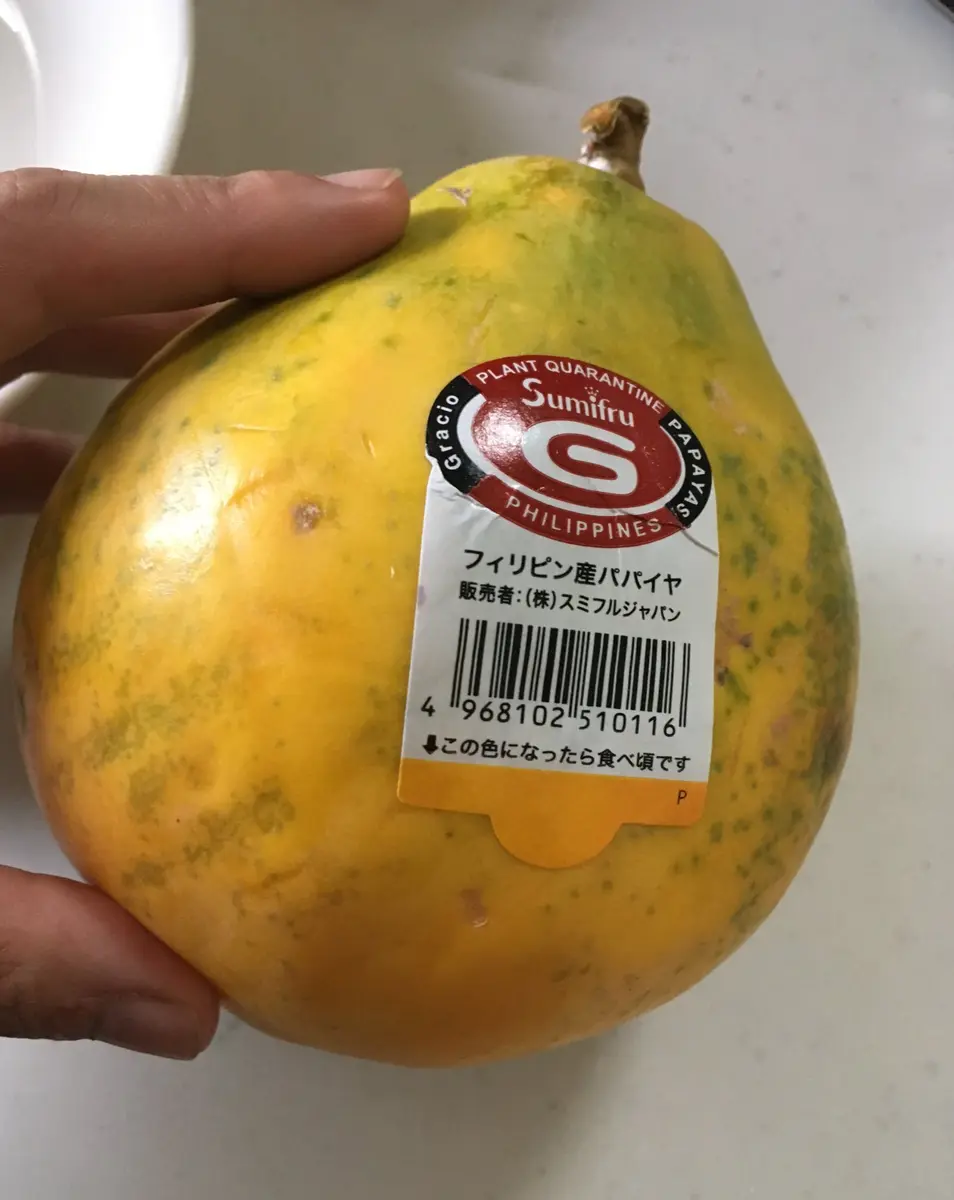 PLANT QUARANTINE
Gracio
Sumifru
G
PAPAYAS
PHILIPPINES
フィリピン産パパイヤ
販売者:(株)スミフルジャパン
4 968102 510116
⬇この色になったら食べ頃です
P